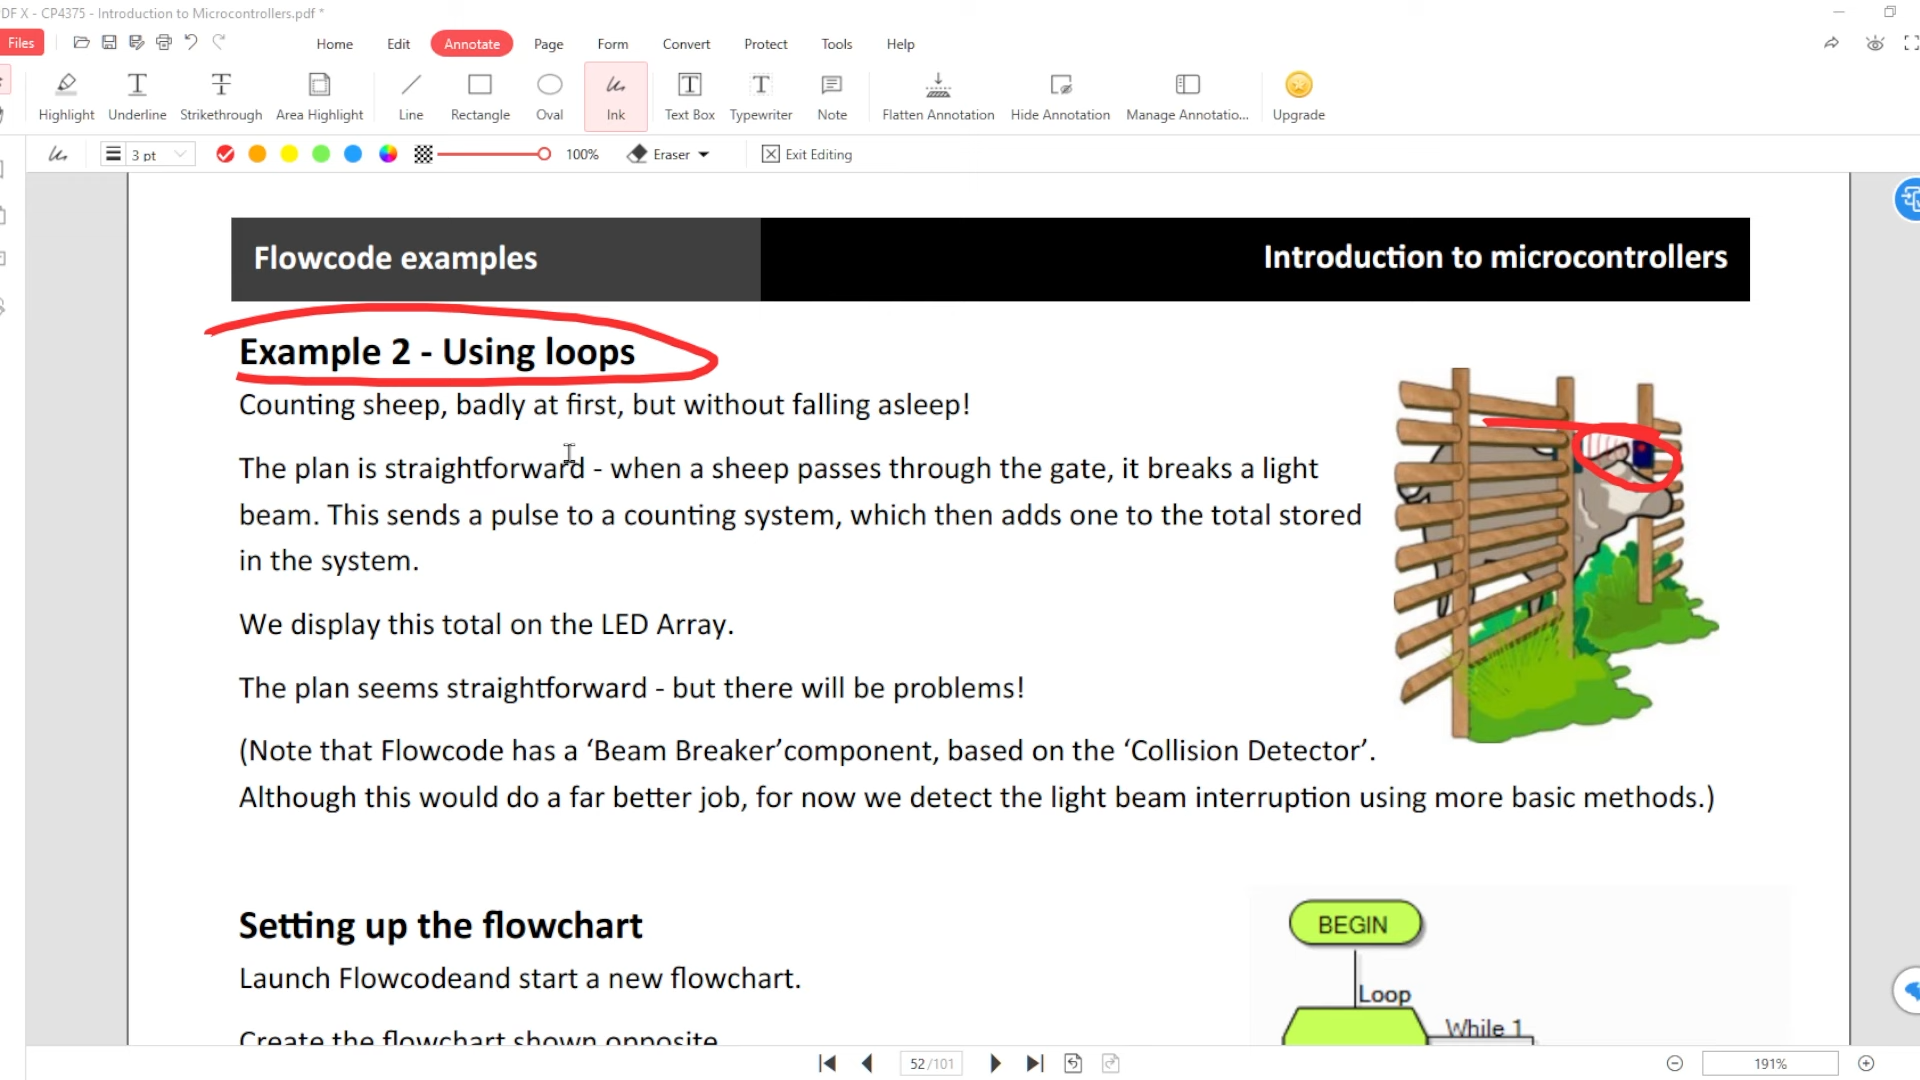 DF X - CP4375 - Introduction to Microcontrollers.pdf *
Files Home Edit Annotate Page Form Convert Protect Tools Help
Highlight Underline Strikethrough Area Highlight Line Rectangle Oval Ink Text Box Typewriter Note Flatten Annotation Hide Annotation Manage Annotatio... Upgrade
3 pt 100% Eraser Exit Editing
Flowcode examples Introduction to microcontrollers
Example 2 - Using loops
Counting sheep, badly at first, but without falling asleep!
The plan is straightforward - when a sheep passes through the gate, it breaks a light
beam. This sends a pulse to a counting system, which then adds one to the total stored
in the system.
We display this total on the LED Array.
The plan seems straightforward - but there will be problems!
(Note that Flowcode has a ‘Beam Breaker’component, based on the ‘Collision Detector’.
Although this would do a far better job, for now we detect the light beam interruption using more basic methods.)
Setting up the flowchart
BEGIN
Launch Flowcodeand start a new flowchart.
Loop
While 1
Create the flowchart shown opposite
52/101 191%